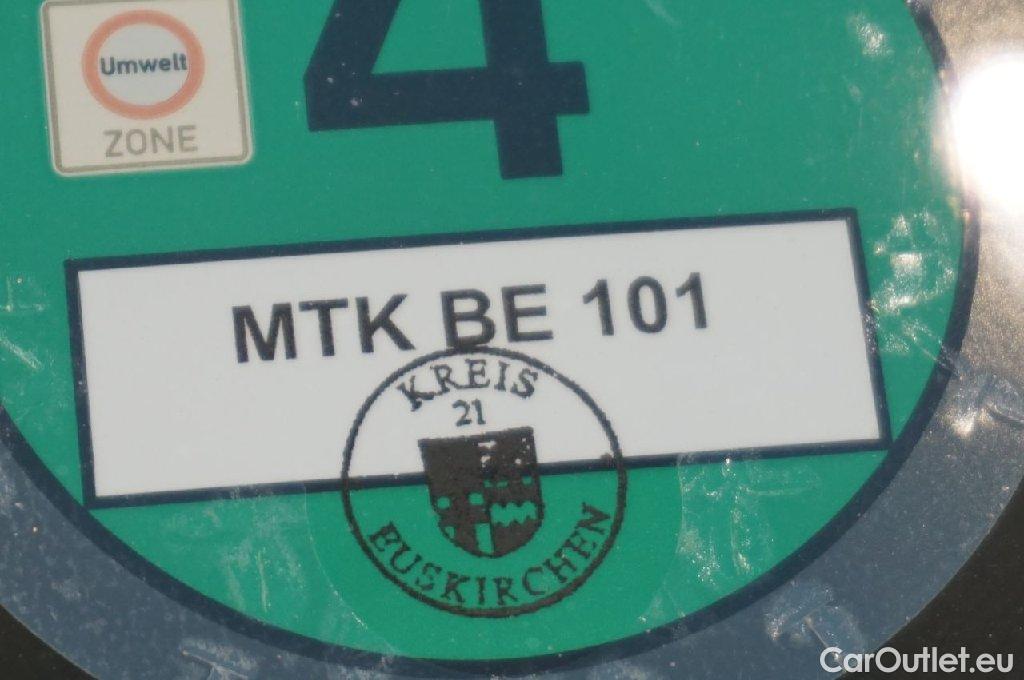 4
Umwelt
ZONE
MTK BE 101
KREIS
21
EUSKIRCHEN
CarOutlet.eu